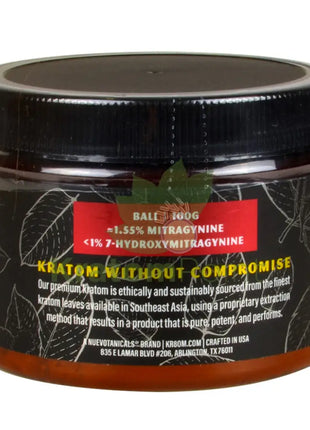 BALI 100G
≈1.55% MITRAGYNINE
<1% 7-HYDROXYMITRAGYNINE
KRATOM WITHOUT COMPROMISE
Our premium kratom is ethically and sustainably sourced from the finest
kratom leaves available in Southeast Asia, using a proprietary extraction
method that results in a product that is pure, potent, and performs.
A NUEVOTANICALS℠ BRAND | KRBOM.COM | CRAFTED IN USA
835 E LAMAR BLVD #206, ARLINGTON, TX 76011